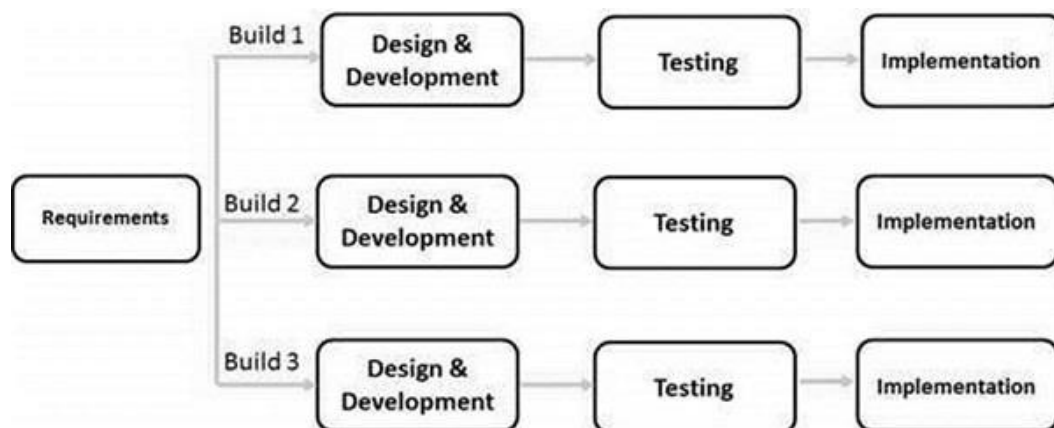 Build 1
Design &
Development
Testing
Implementation
Requirements
Build 2
Design &
Development
Testing
Implementation
Build 3
Design &
Development
Testing
Implementation